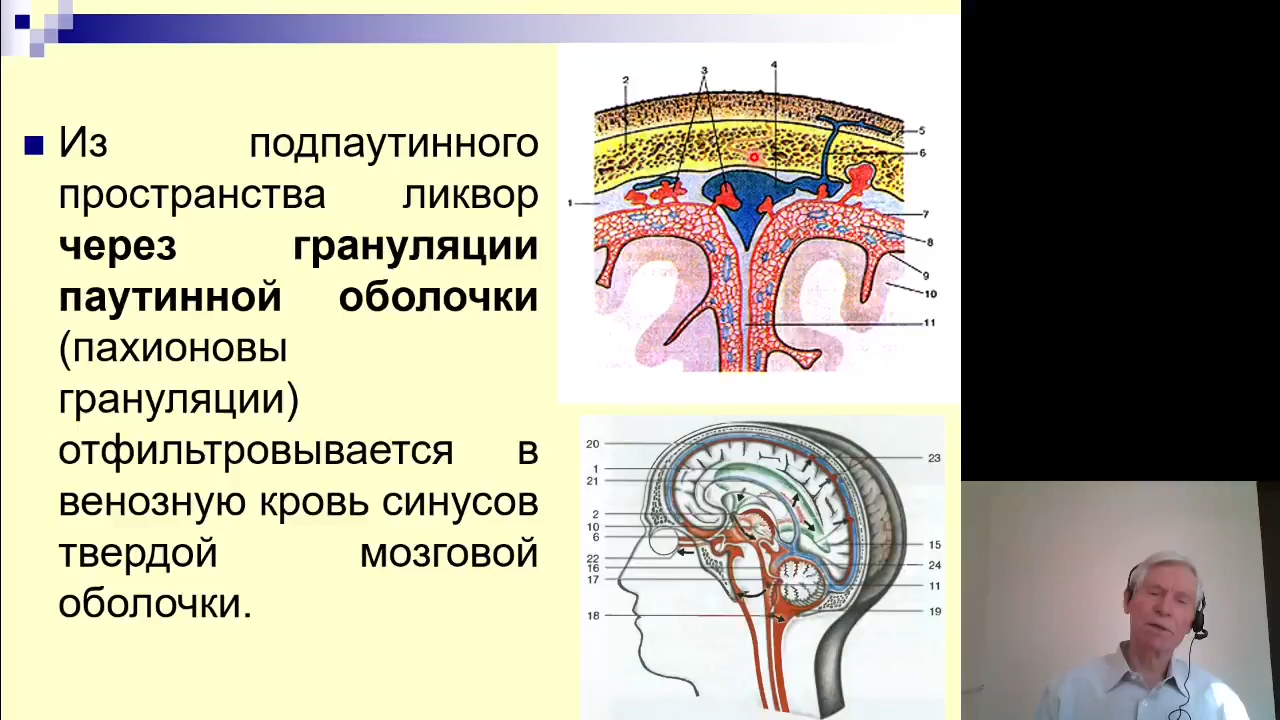 Из подпаутинного
пространства ликвор
через грануляции
паутинной оболочки
(пахионовы
грануляции)
отфильтровывается в
венозную кровь синусов
твердой мозговой
оболочки.
2
3
4
5
6
1
7
8
9
10
11
20
1
21
2
10
6
22
16
17
18
23
15
24
11
19